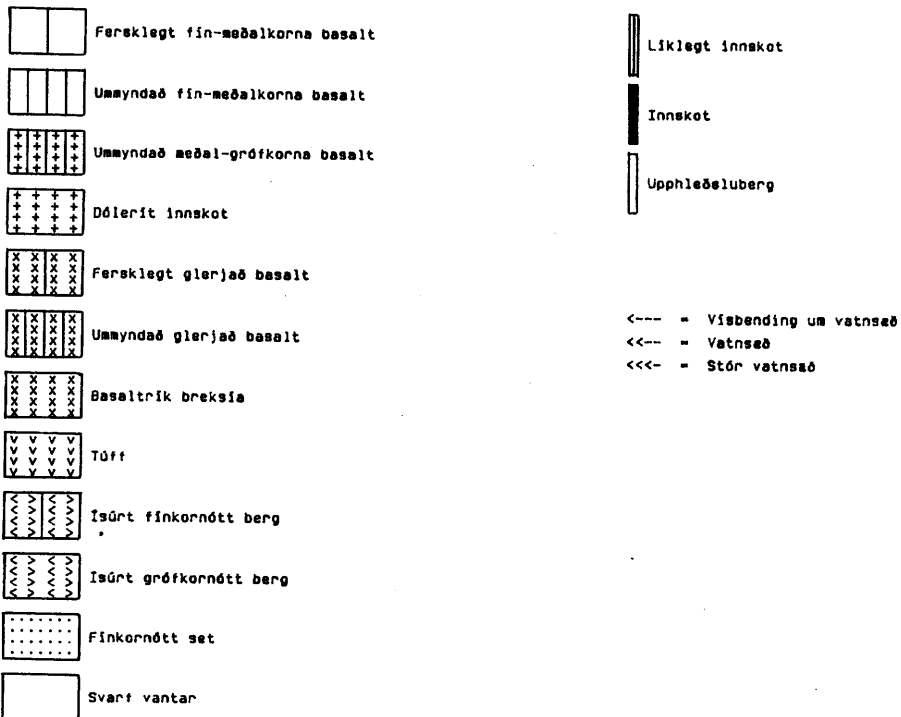 Fersklegt fín-meðalkorna basalt
Ummyndað fín-meðalkorna basalt
Ummyndað meðal-grófkorna basalt
Dólerít innskot
Fersklegt glerjað basalt
Ummyndað glerjað basalt
Basaltrík breksía
Túff
Ísúrt fínkornótt berg
Ísúrt grófkornótt berg
Fínkornótt set
Svarf vantar
Líklegt innskot
Innskot
Upphleðsluberg
<--- = Vísbending um vatnsæð
<<-- = Vatnsæð
<<<- = Stór vatnsæð